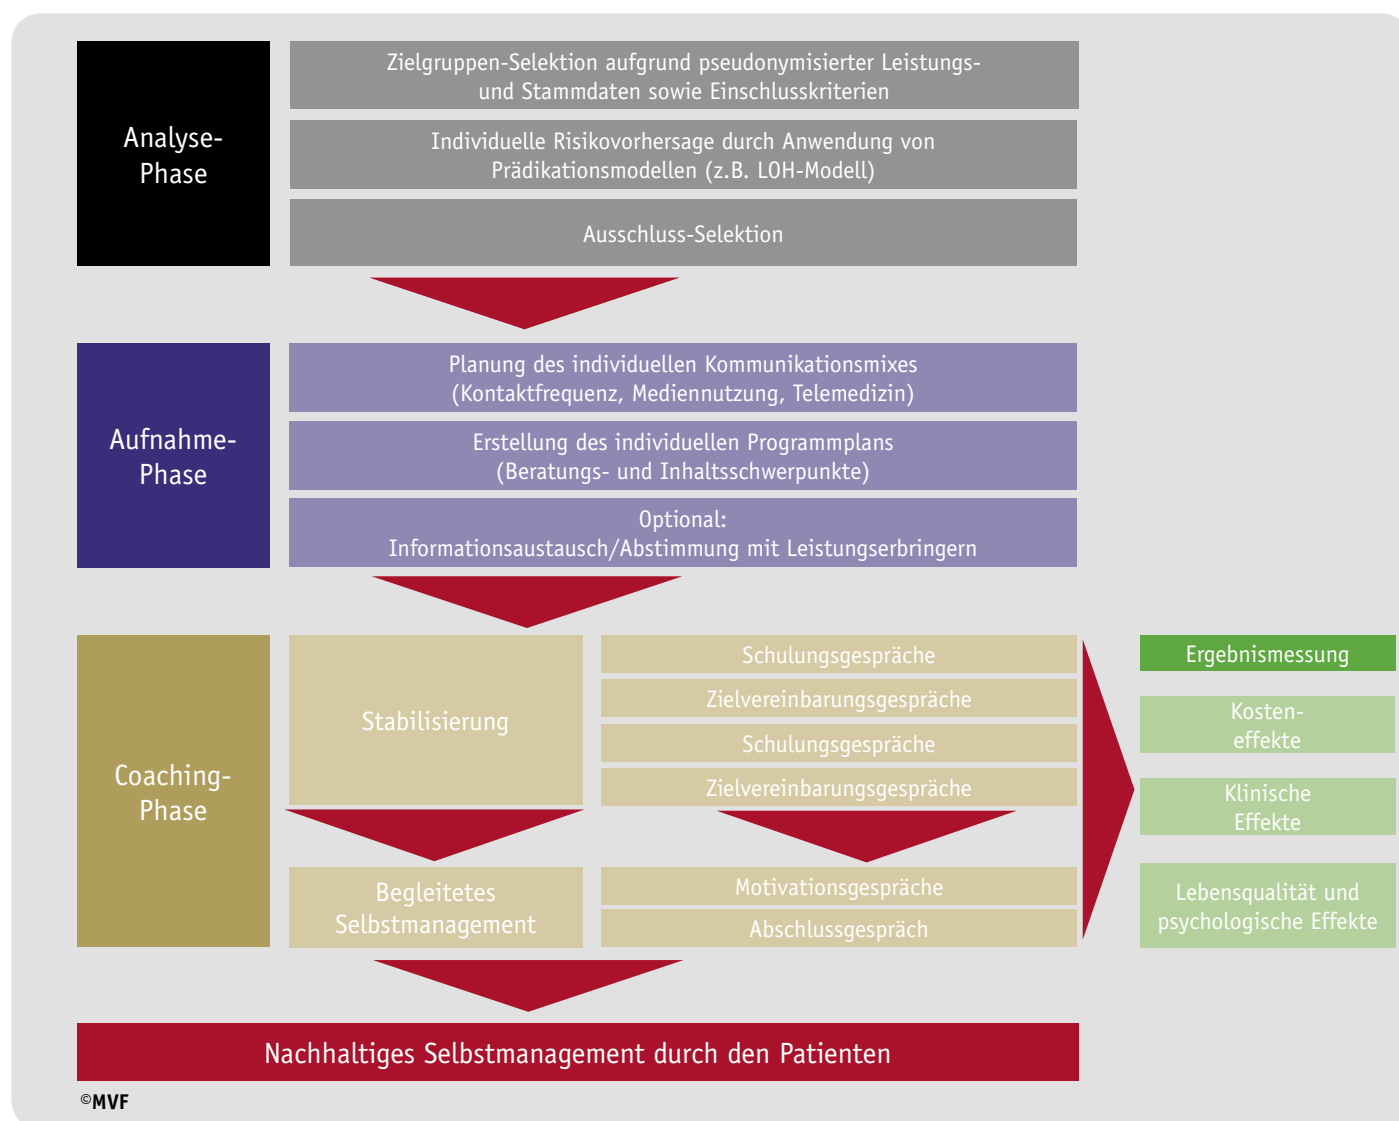 Analyse-
Phase
Zielgruppen-Selektion aufgrund pseudonymisierter Leistungs-
und Stammdaten sowie Einschlusskriterien
Individuelle Risikovorhersage durch Anwendung von
Prädikationsmodellen (z.B. LOH-Modell)
Ausschluss-Selektion
Aufnahme-
Phase
Planung des individuellen Kommunikationsmixes
(Kontaktfrequenz, Mediennutzung, Telemedizin)
Erstellung des individuellen Programmplans
(Beratungs- und Inhaltsschwerpunkte)
Optional:
Informationsaustausch/Abstimmung mit Leistungserbringern
Coaching-
Phase
Stabilisierung
Schulungsgespräche
Zielvereinbarungsgespräche
Schulungsgespräche
Zielvereinbarungsgespräche
Begleitetes
Selbstmanagement
Motivationsgespräche
Abschlussgespräch
Ergebnismessung
Kosten-
effekte
Klinische
Effekte
Lebensqualität und
psychologische Effekte
Nachhaltiges Selbstmanagement durch den Patienten
©MVF